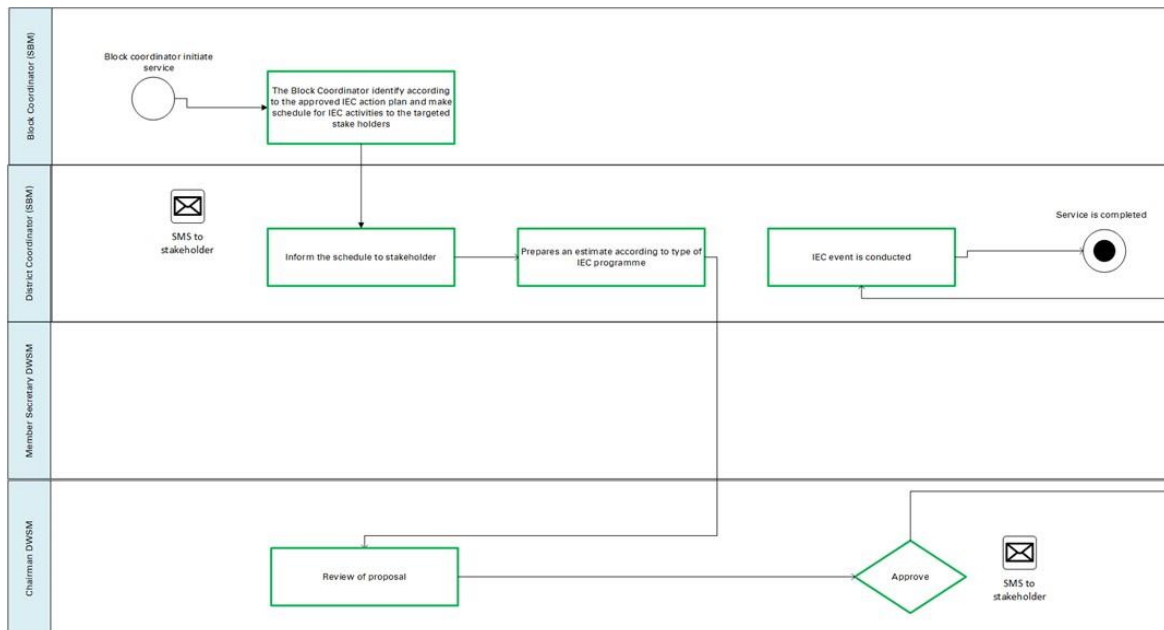 Block Coordinator (SBM)
Block coordinator initiate
service
The Block Coordinator identify according
to the approved IEC action plan and make
schedule for IEC activities to the targeted
stake holders
District Coordinator (SBM)
SMS to
stakeholder
Inform the schedule to stakeholder
Prepares an estimate according to type of
IEC programme
IEC event is conducted
Service is completed
Member Secretary DWSM
Chairman DWSM
Review of proposal
Approve
SMS to
stakeholder